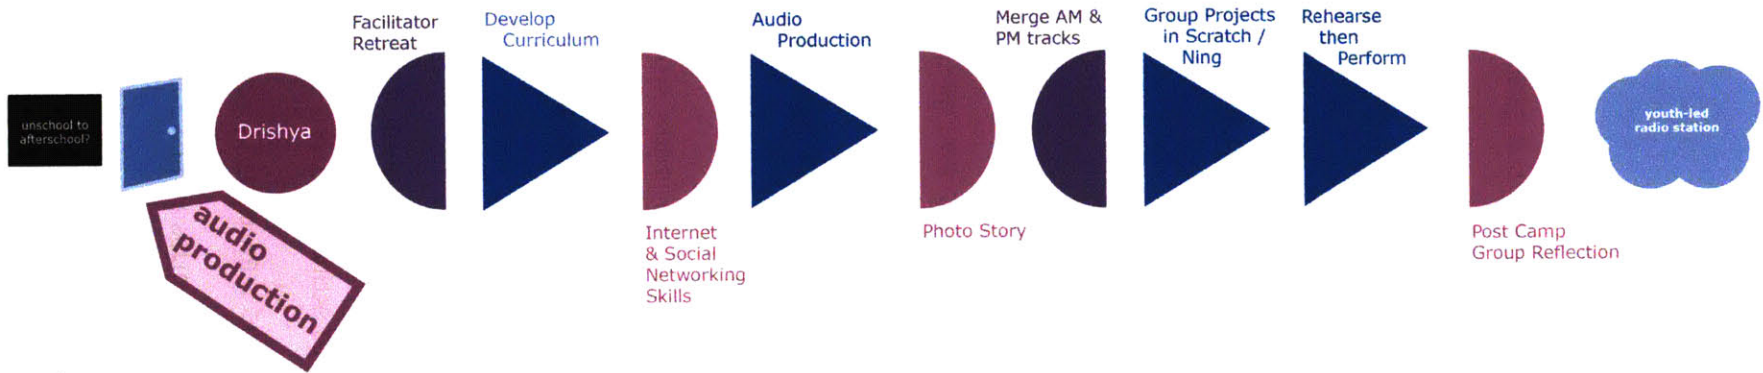 unschool to
afterschool?
Drishya
audio
production
Facilitator
Retreat
Develop
Curriculum
Internet
& Social
Networking
Skills
Audio
Production
Photo Story
Merge AM &
PM tracks
Group Projects
in Scratch /
Ning
Rehearse
then
Perform
Post Camp
Group Reflection
youth-led
radio station